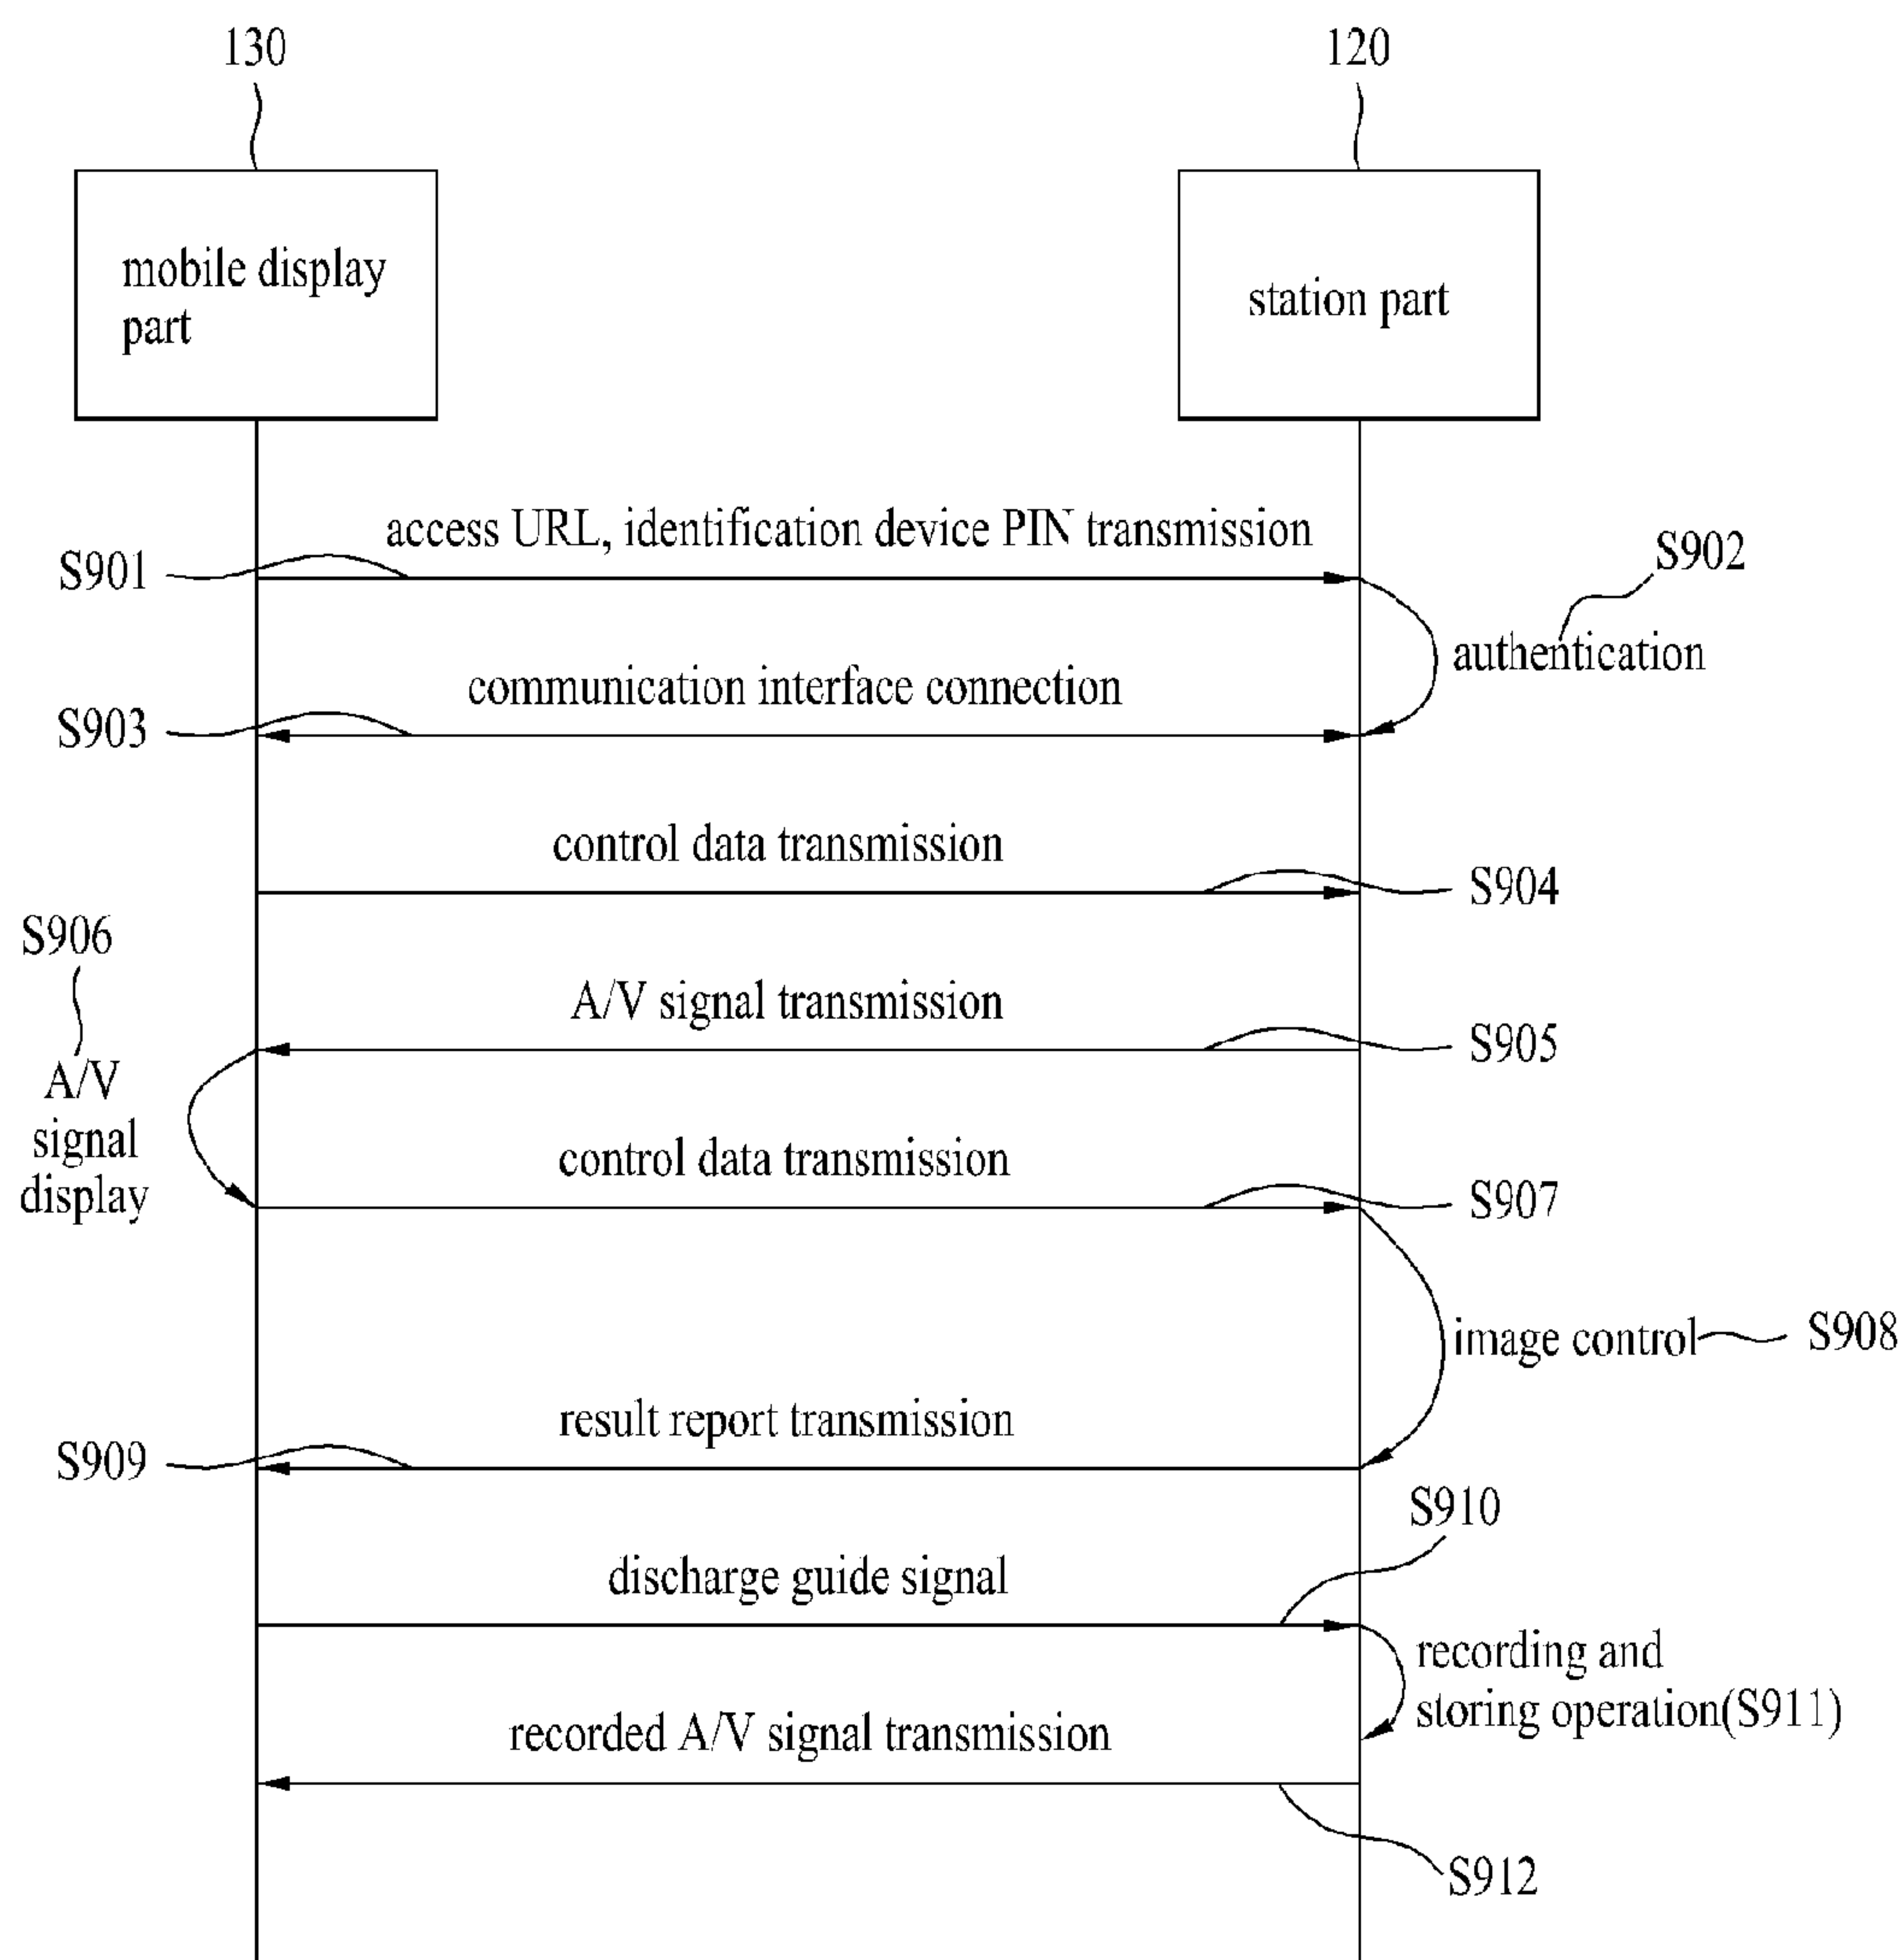 130
120
mobile display
part
station part
access URL, identification device PIN transmission
S901
S902
authentication
communication interface connection
S903
control data transmission
S904
S906
A/V signal transmission
S905
A/V
signal
display
control data transmission
S907
image control
S908
result report transmission
S909
S910
discharge guide signal
recording and
storing operation(S911)
recorded A/V signal transmission
S912